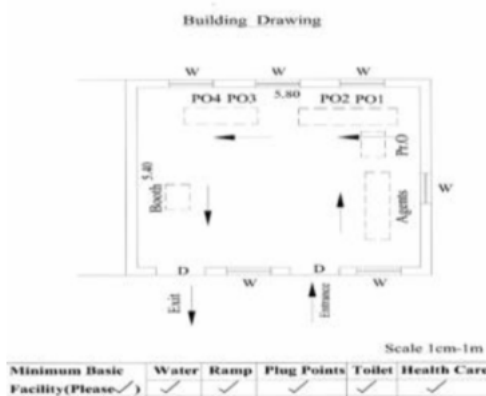 Building Drawing
W W W
5.80
PO4 PO3 PO2 PO1
Pr.O
5.40
Booth
Agents
W
D D
W W
Exit
Entrance
Scale 1cm-1m
Minimum Basic Water Ramp Plug Points Toilet Health Care
Facility(Please ✓) ✓ ✓ ✓ ✓ ✓